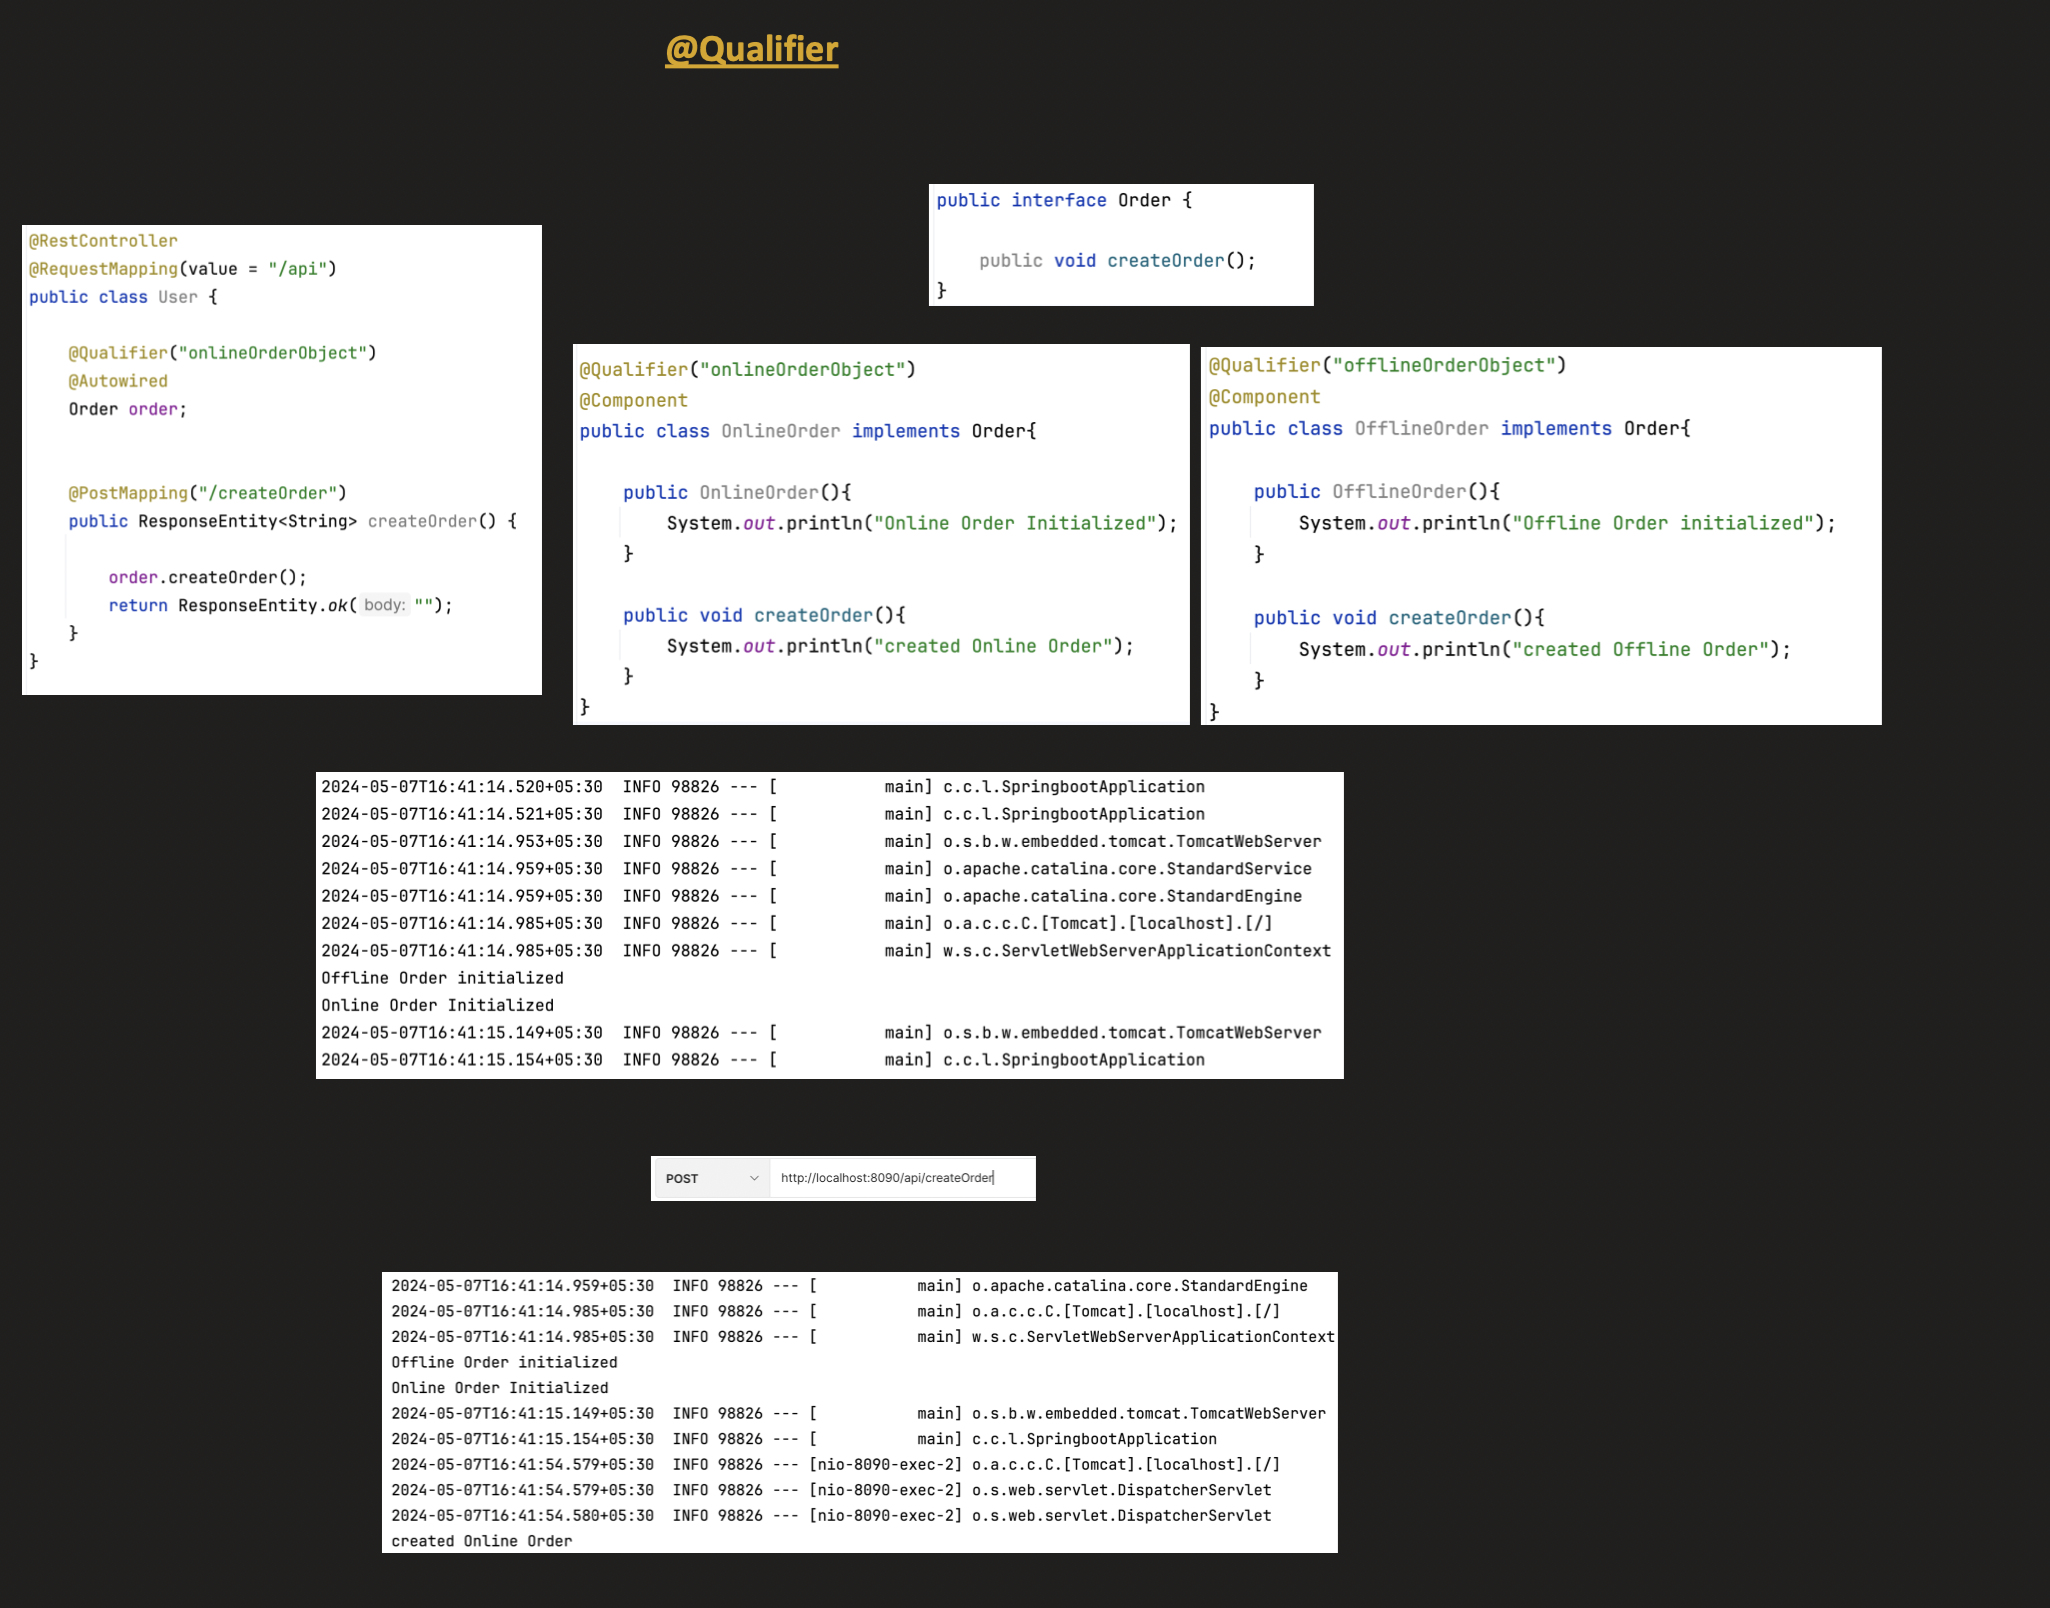 @Qualifier
public interface Order {
public void createOrder();
}
@RestController
@RequestMapping(value = "/api")
public class User {
@Qualifier("onlineOrderObject")
@Autowired
Order order;
@PostMapping("/createOrder")
public ResponseEntity<String> createOrder() {
order.createOrder();
return ResponseEntity.ok( body: "");
}
}
@Qualifier("onlineOrderObject")
@Component
public class OnlineOrder implements Order{
public OnlineOrder(){
System.out.println("Online Order Initialized");
}
public void createOrder(){
System.out.println("created Online Order");
}
}
@Qualifier("offlineOrderObject")
@Component
public class OfflineOrder implements Order{
public OfflineOrder(){
System.out.println("Offline Order initialized");
}
public void createOrder(){
System.out.println("created Offline Order");
}
}
2024-05-07T16:41:14.520+05:30  INFO 98826 --- [           main] c.c.l.SpringbootApplication
2024-05-07T16:41:14.521+05:30  INFO 98826 --- [           main] c.c.l.SpringbootApplication
2024-05-07T16:41:14.953+05:30  INFO 98826 --- [           main] o.s.b.w.embedded.tomcat.TomcatWebServer
2024-05-07T16:41:14.959+05:30  INFO 98826 --- [           main] o.apache.catalina.core.StandardService
2024-05-07T16:41:14.959+05:30  INFO 98826 --- [           main] o.apache.catalina.core.StandardEngine
2024-05-07T16:41:14.985+05:30  INFO 98826 --- [           main] o.a.c.c.C.[Tomcat].[localhost].[/]
2024-05-07T16:41:14.985+05:30  INFO 98826 --- [           main] w.s.c.ServletWebServerApplicationContext
Offline Order initialized
Online Order Initialized
2024-05-07T16:41:15.149+05:30  INFO 98826 --- [           main] o.s.b.w.embedded.tomcat.TomcatWebServer
2024-05-07T16:41:15.154+05:30  INFO 98826 --- [           main] c.c.l.SpringbootApplication
POST http://localhost:8090/api/createOrder
2024-05-07T16:41:14.959+05:30  INFO 98826 --- [           main] o.apache.catalina.core.StandardEngine
2024-05-07T16:41:14.985+05:30  INFO 98826 --- [           main] o.a.c.c.C.[Tomcat].[localhost].[/]
2024-05-07T16:41:14.985+05:30  INFO 98826 --- [           main] w.s.c.ServletWebServerApplicationContext
Offline Order initialized
Online Order Initialized
2024-05-07T16:41:15.149+05:30  INFO 98826 --- [           main] o.s.b.w.embedded.tomcat.TomcatWebServer
2024-05-07T16:41:15.154+05:30  INFO 98826 --- [           main] c.c.l.SpringbootApplication
2024-05-07T16:41:54.579+05:30  INFO 98826 --- [nio-8090-exec-2] o.a.c.c.C.[Tomcat].[localhost].[/]
2024-05-07T16:41:54.579+05:30  INFO 98826 --- [nio-8090-exec-2] o.s.web.servlet.DispatcherServlet
2024-05-07T16:41:54.580+05:30  INFO 98826 --- [nio-8090-exec-2] o.s.web.servlet.DispatcherServlet
created Online Order